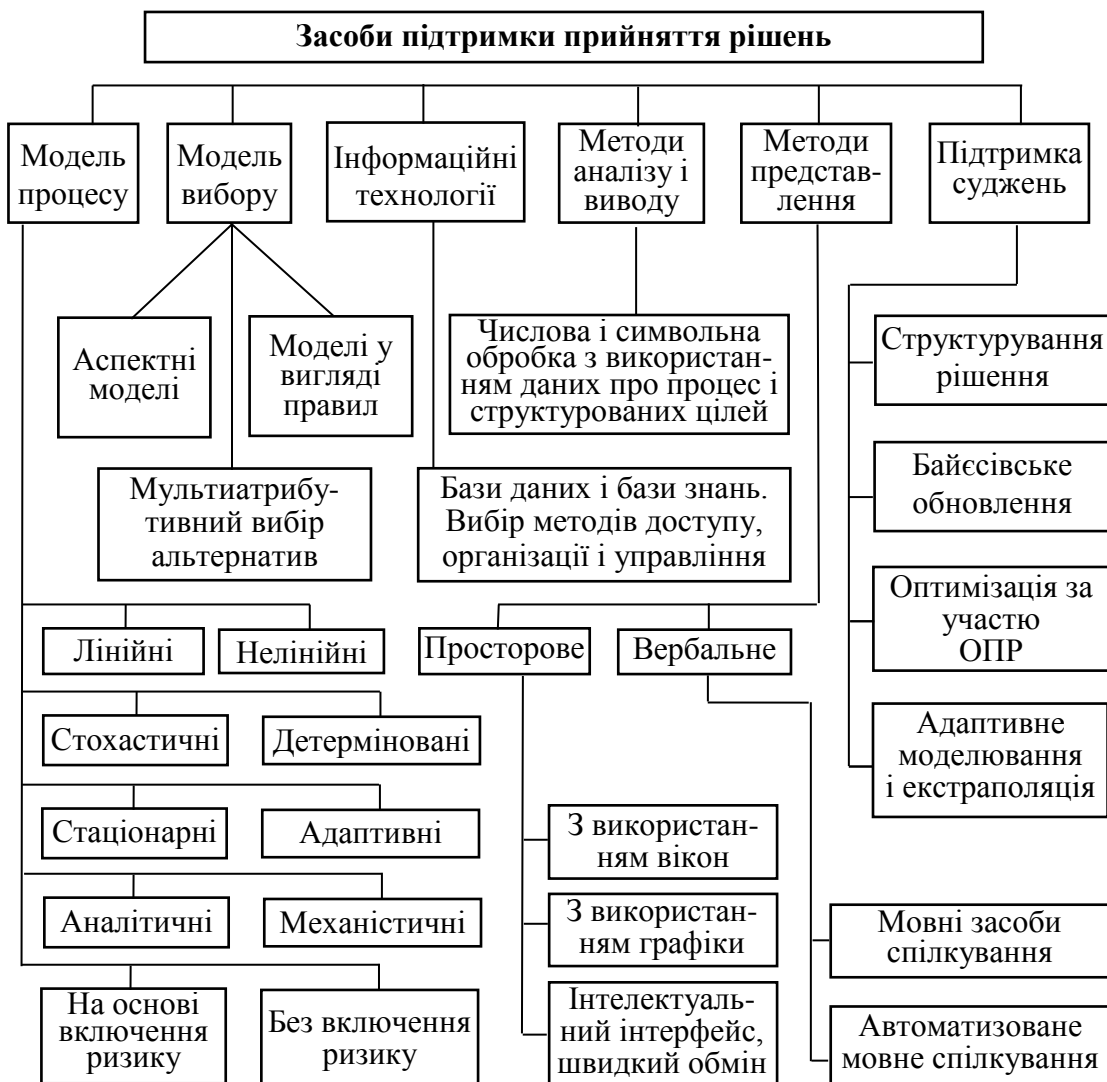 Засоби підтримки прийняття рішень
Модель
процесу
Модель
вибору
Інформаційні
технології
Методи
аналізу і
виводу
Методи
представ-
лення
Підтримка
суджень
Аспектні
моделі
Моделі у
вигляді
правил
Числова і символьна
обробка з використан-
ням даних про процес і
структурованих цілей
Структурування
рішення
Мультиатрибу-
тивний вибір
альтернатив
Бази даних і бази знань.
Вибір методів доступу,
організації і управління
Байєсівське
обновлення
Лінійні
Нелінійні
Просторове
Вербальне
Оптимізація за
участю
ОПР
Стохастичні
Детерміновані
Адаптивне
моделювання
і екстраполяція
Стаціонарні
Адаптивні
З використан-
ням вікон
Аналітичні
Механістичні
З використан-
ням графіки
Мовні засоби
спілкування
На основі
включення
ризику
Без включення
ризику
Інтелектуаль-
ний інтерфейс,
швидкий обмін
Автоматизоване
мовне спілкування